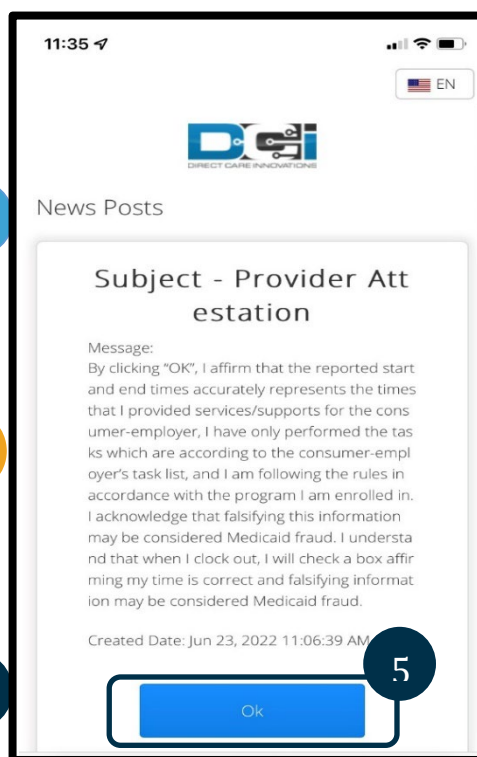 11:35
EN
DCi
DIRECT CARE INNOVATIONS
News Posts
Subject - Provider Att
estation
Message:
By clicking “OK”, I affirm that the reported start
and end times accurately represents the times
that I provided services/supports for the cons
umer-employer, I have only performed the tas
ks which are according to the consumer-empl
oyer’s task list, and I am following the rules in
accordance with the program I am enrolled in.
I acknowledge that falsifying this information
may be considered Medicaid fraud. I understa
nd that when I clock out, I will check a box affir
ming my time is correct and falsifying informat
ion may be considered Medicaid fraud.
Created Date: Jun 23, 2022 11:06:39 AM
5
Ok